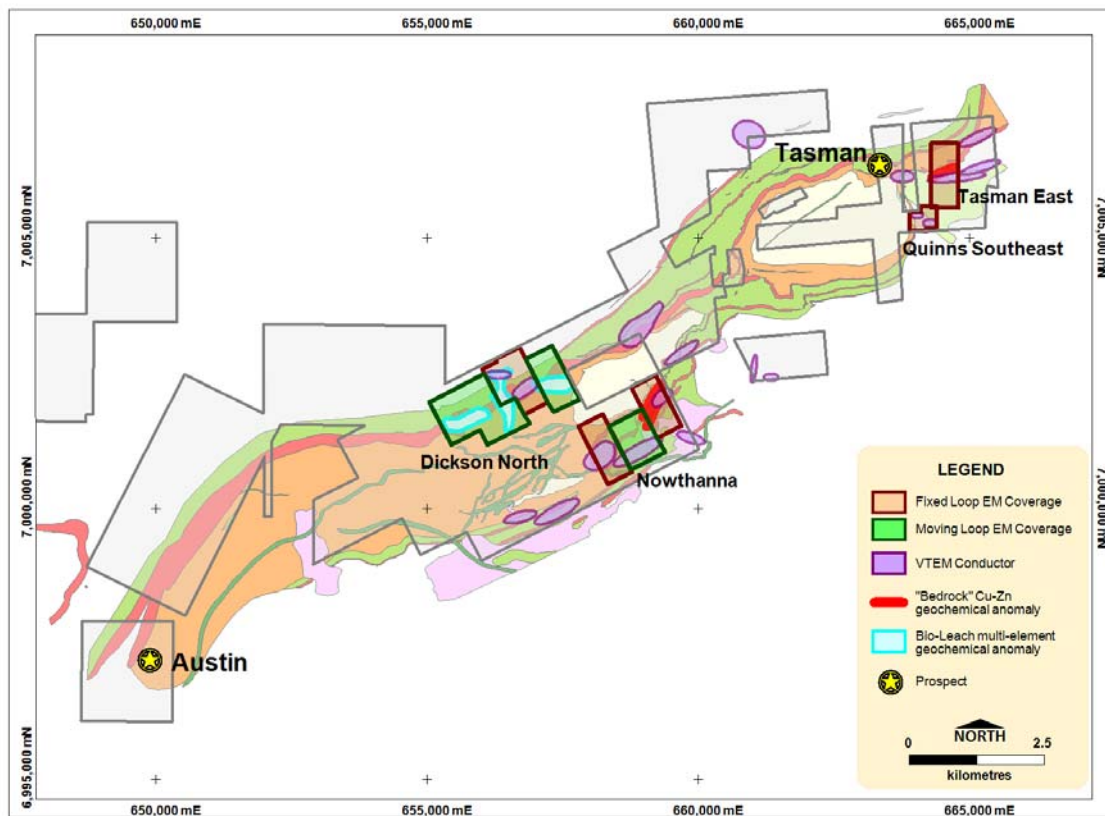 650,000 mE
655,000 mE
660,000 mE
665,000 mE
7,005,000 mN
7,005,000 mN
Tasman
Tasman East
Quinns Southeast
Dickson North
Nowthanna
7,000,000 mN
7,000,000 mN
Austin
LEGEND
Fixed Loop EM Coverage
Moving Loop EM Coverage
VTEM Conductor
"Bedrock" Cu-Zn
geochemical anomaly
Bio-Leach multi-element
geochemical anomaly
Prospect
NORTH
0 2.5
kilometres
6,995,000 mN
650,000 mE
655,000 mE
660,000 mE
665,000 mE